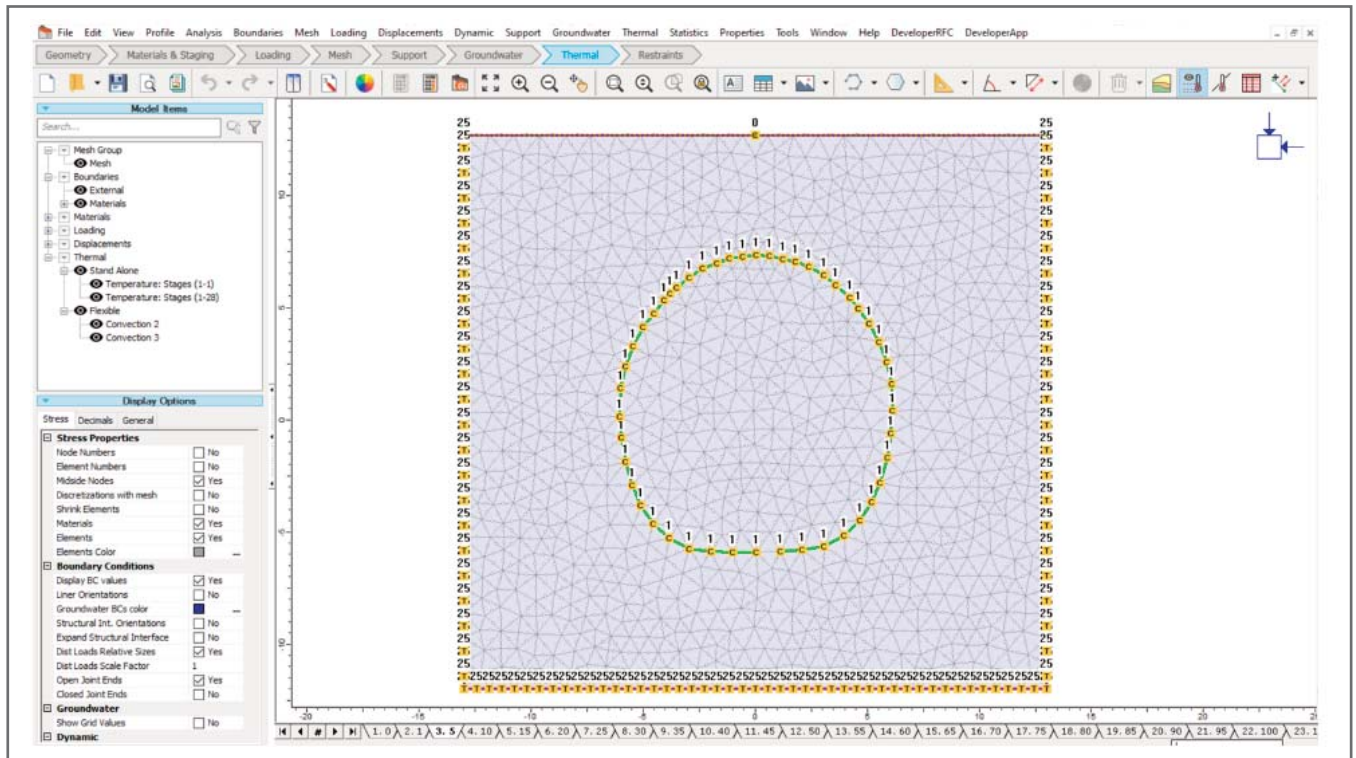 File Edit View Profile Analysis Boundaries Mesh Loading Displacements Dynamic Support Groundwater Thermal Statistics Properties Tools Window Help DeveloperRFC DeveloperApp
Geometry Materials & Staging Loading Mesh Support Groundwater Thermal Restraints
Model Items
Search...
Mesh Group
Mesh
Boundaries
External
Materials
Materials
Loading
Displacements
Thermal
Stand Alone
Temperature: Stages (1-1)
Temperature: Stages (1-28)
Flexible
Convection 2
Convection 3
Display Options
Stress Decimals General
Stress Properties
Node Numbers No
Element Numbers No
Midside Nodes Yes
Discretizations with mesh No
Shrink Elements No
Materials Yes
Elements Yes
Elements Color
Boundary Conditions
Display BC values Yes
Liner Orientations No
Groundwater BCs color
Structural Int. Orientations No
Expand Structural Interface No
Dist Loads Relative Sizes Yes
Dist Loads Scale Factor 1
Open Joint Ends Yes
Closed Joint Ends No
Groundwater
Show Grid Values No
Dynamic
25 0 25
25 C 25
10
5
0
-5
-10
-20 -15 -10 -5 0 5 10 15 20
1. 0 2. 1 3. 5 4. 10 5. 15 6. 20 7. 25 8. 30 9. 35 10. 40 11. 45 12. 50 13. 55 14. 60 15. 65 16. 70 17. 75 18. 80 19. 85 20. 90 21. 95 22. 100 23. 1